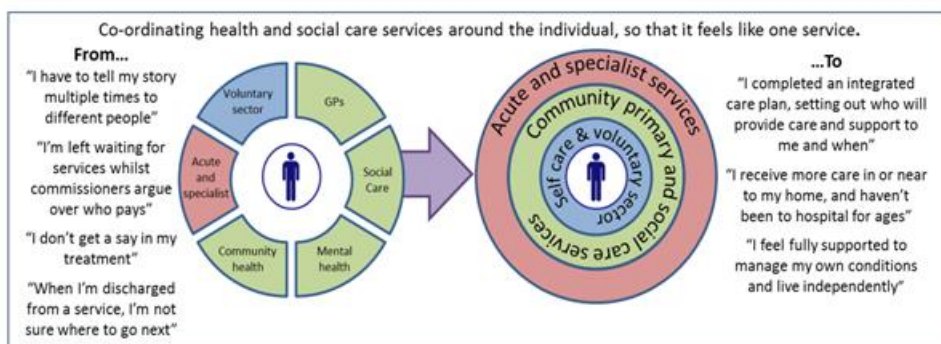 Co-ordinating health and social care services around the individual, so that it feels like one service.
From...
"I have to tell my story
multiple times to
different people"
"I'm left waiting for
services whilst
commissioners argue
over who pays"
"I don't get a say in my
treatment"
"When I'm discharged
from a service, I'm not
sure where to go next"
Voluntary
sector
GPs
Acute
and
specialist
Social
Care
Community
health
Mental
health
Acute and specialist services
Community primary and social care services
Self care & voluntary sector
...To
"I completed an integrated
care plan, setting out who will
provide care and support to
me and when"
"I receive more care in or near
to my home, and haven't
been to hospital for ages"
"I feel fully supported to
manage my own conditions
and live independently"